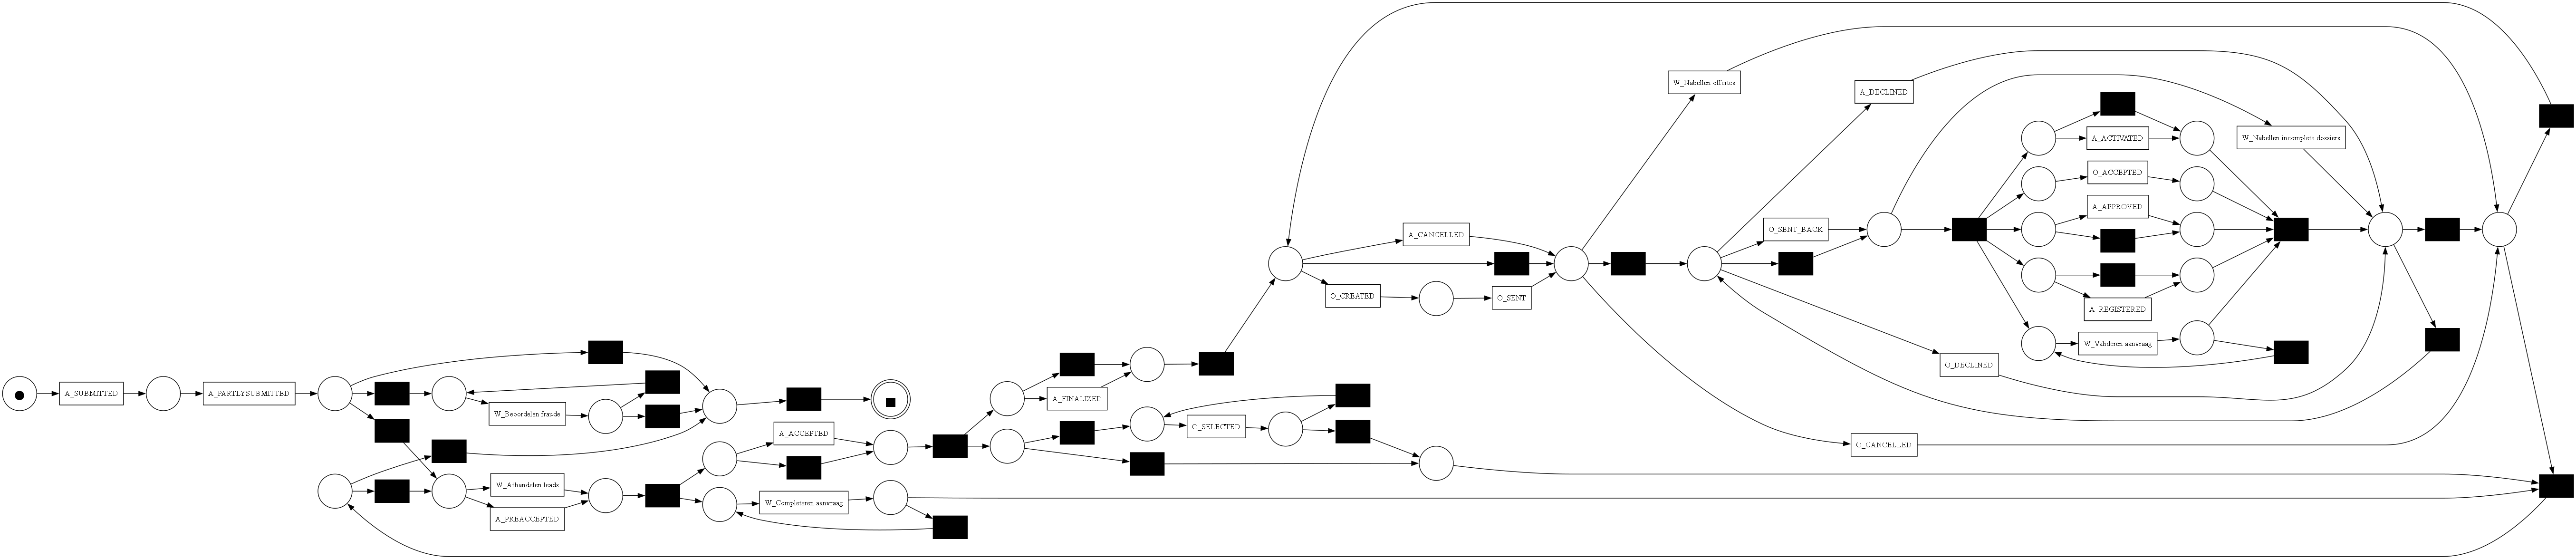 W_Nabellen offertes
A_DECLINED
A_ACTIVATED
W_Nabellen incomplete dossiers
O_ACCEPTED
A_APPROVED
O_SENT_BACK
A_CANCELLED
O_CREATED
O_SENT
A_REGISTERED
W_Valideren aanvraag
O_DECLINED
A_SUBMITTED
A_PARTLYSUBMITTED
A_FINALIZED
W_Beoordelen fraude
O_SELECTED
A_ACCEPTED
O_CANCELLED
W_Afhandelen leads
W_Completeren aanvraag
A_PREACCEPTED